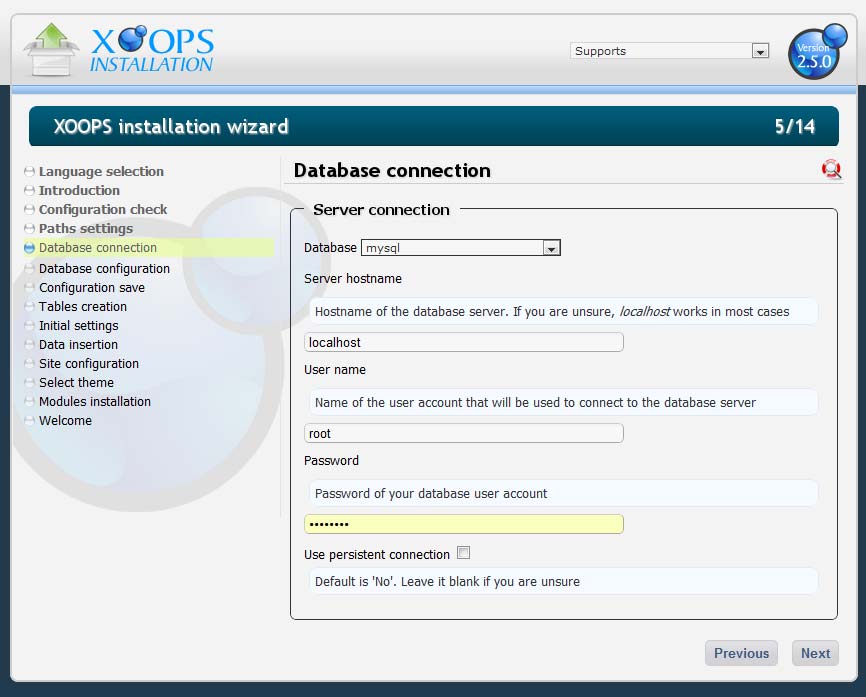 XOOPS
INSTALLATION
Supports
Version
2.5.0
XOOPS installation wizard
5/14
Language selection
Introduction
Configuration check
Paths settings
Database connection
Database configuration
Configuration save
Tables creation
Initial settings
Data insertion
Site configuration
Select theme
Modules installation
Welcome
Database connection
Server connection
Database mysql
Server hostname
Hostname of the database server. If you are unsure, localhost works in most cases
localhost
User name
Name of the user account that will be used to connect to the database server
root
Password
Password of your database user account
••••••••
Use persistent connection
Default is 'No'. Leave it blank if you are unsure
Previous Next